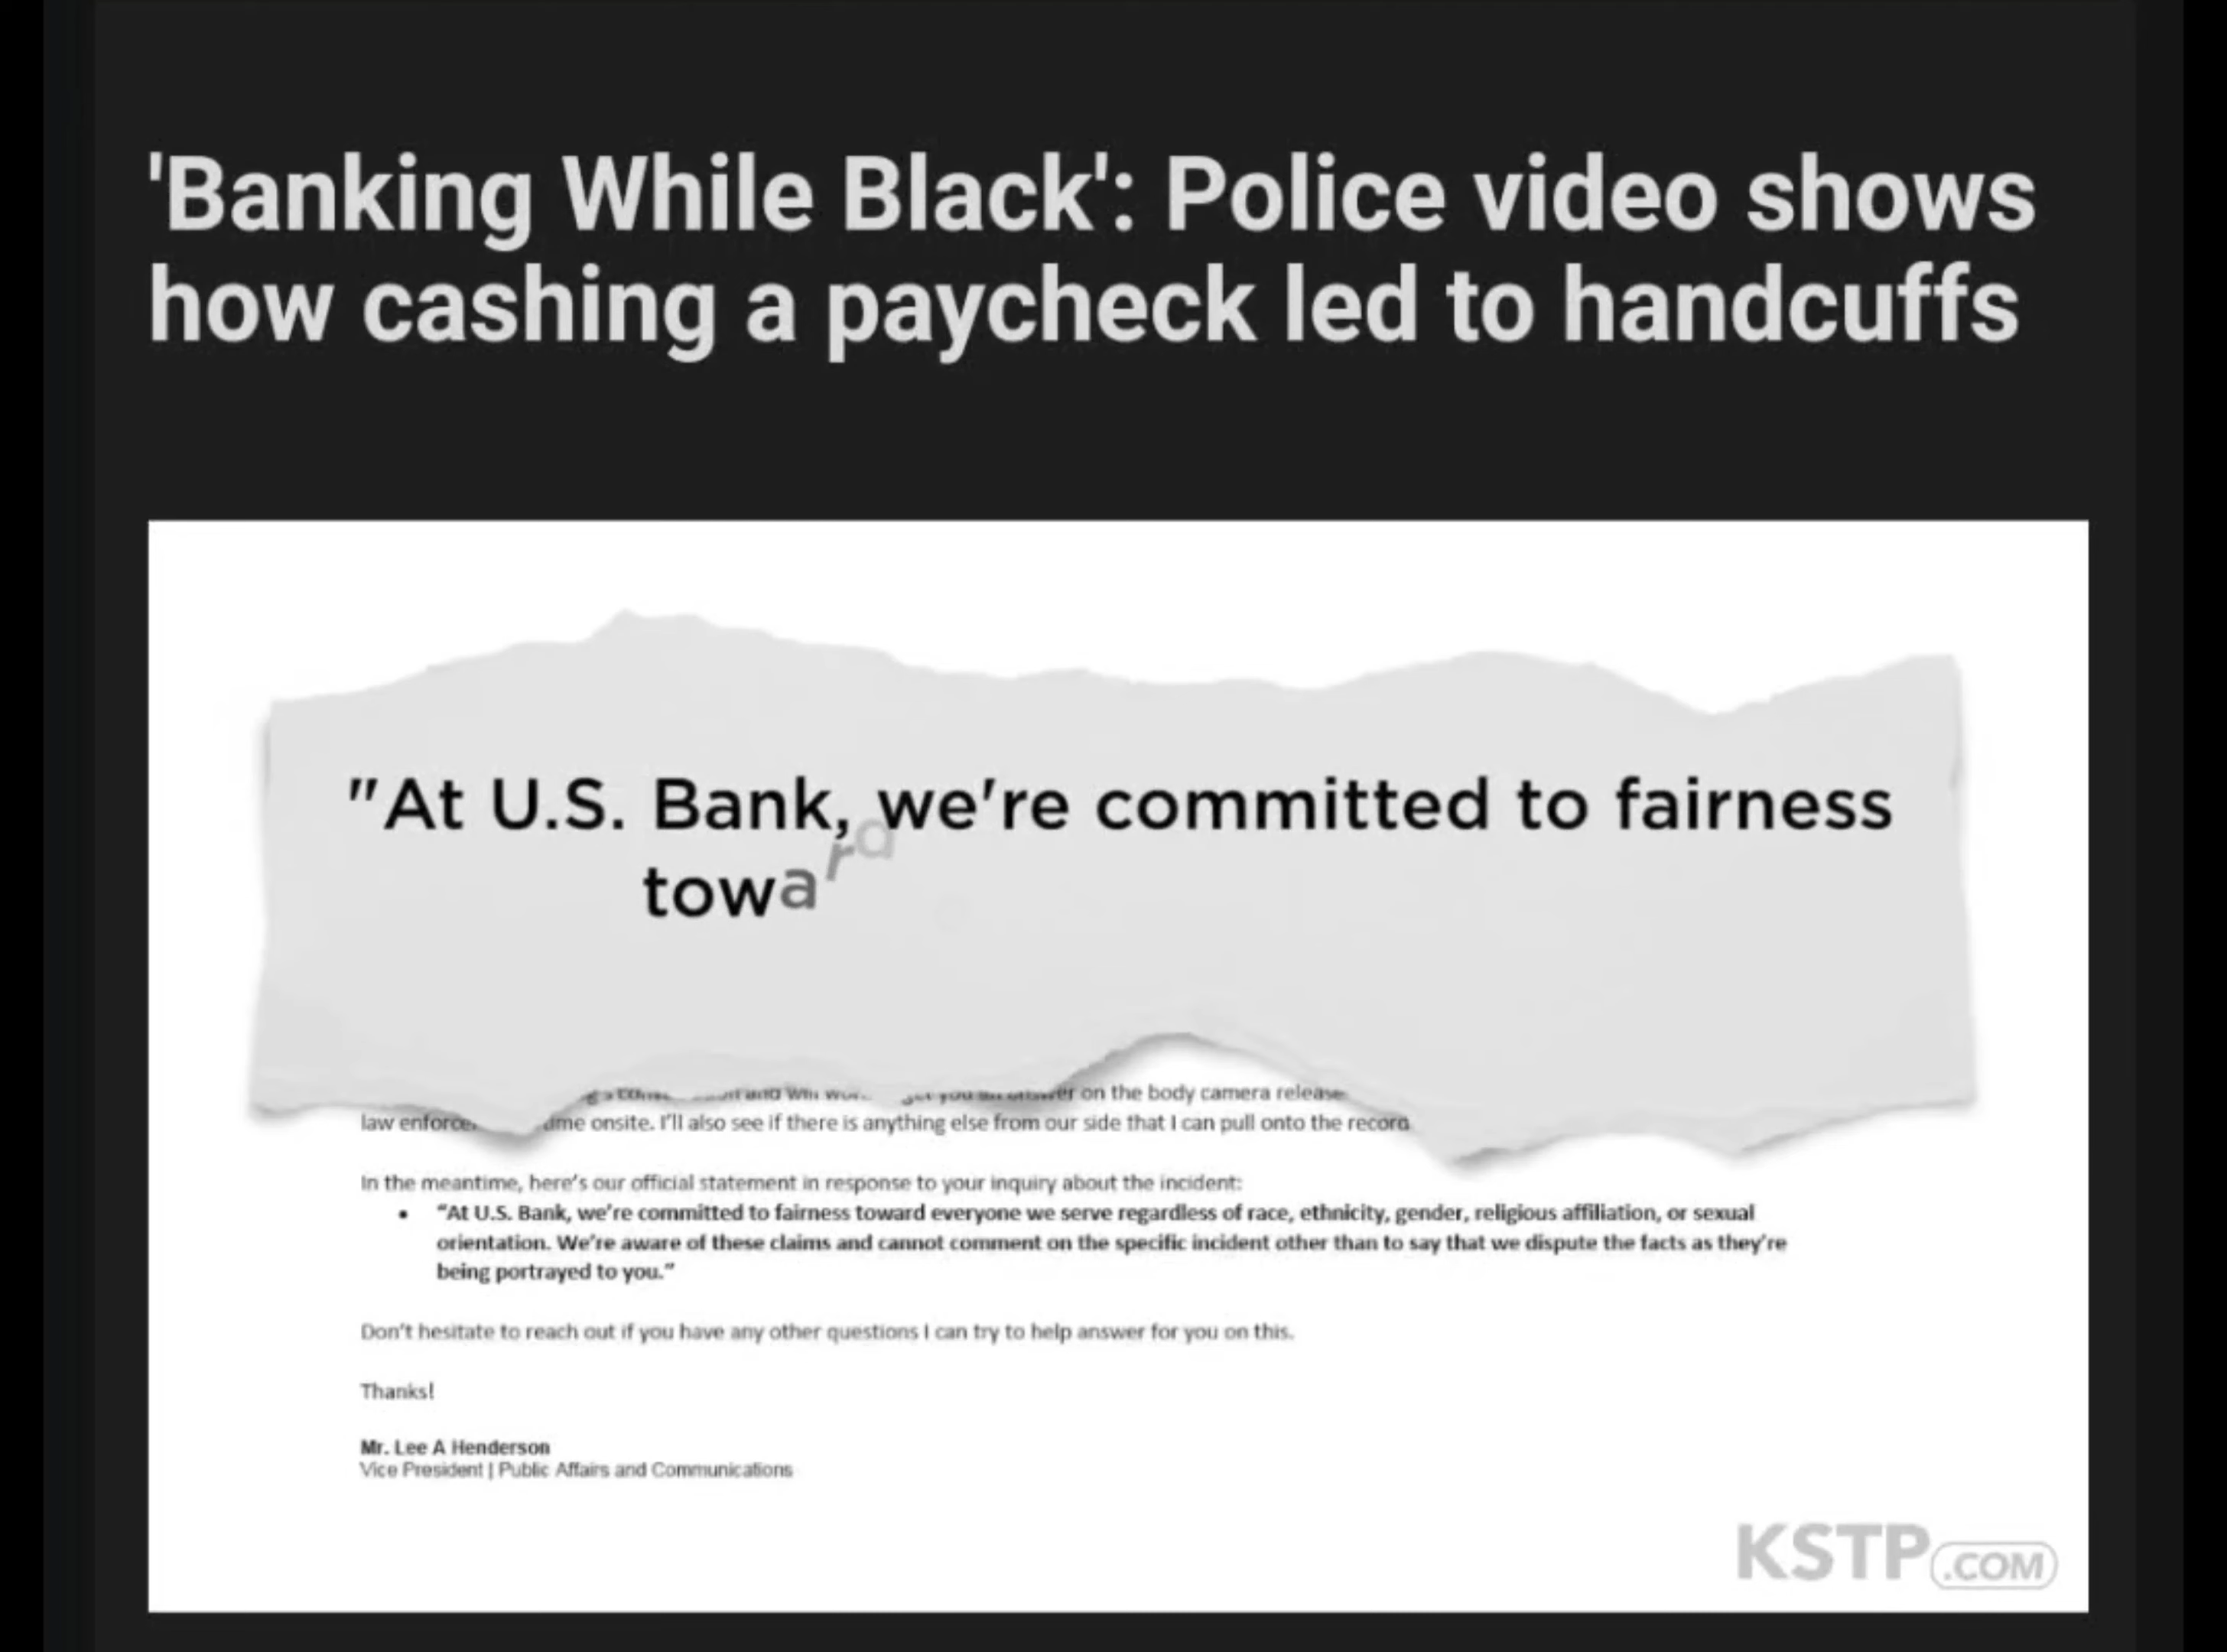 'Banking While Black': Police video shows
how cashing a paycheck led to handcuffs
"At U.S. Bank, we're committed to fairness
toward
on the body camera release
law enforce me onsite. I'll also see if there is anything else from our side that I can pull onto the record
In the meantime, here's our official statement in response to your inquiry about the incident:
• "At U.S. Bank, we're committed to fairness toward everyone we serve regardless of race, ethnicity, gender, religious affiliation, or sexual
orientation. We're aware of these claims and cannot comment on the specific incident other than to say that we dispute the facts as they're
being portrayed to you."
Don't hesitate to reach out if you have any other questions I can try to help answer for you on this.
Thanks!
Mr. Lee A Henderson
Vice President | Public Affairs and Communications
KSTP.COM